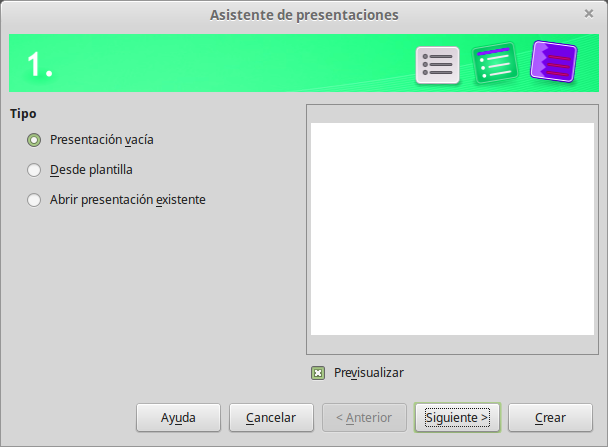 Asistente de presentaciones
1.
Tipo
Presentación vacía
Desde plantilla
Abrir presentación existente
Previsualizar
Ayuda
Cancelar
< Anterior
Siguiente >
Crear